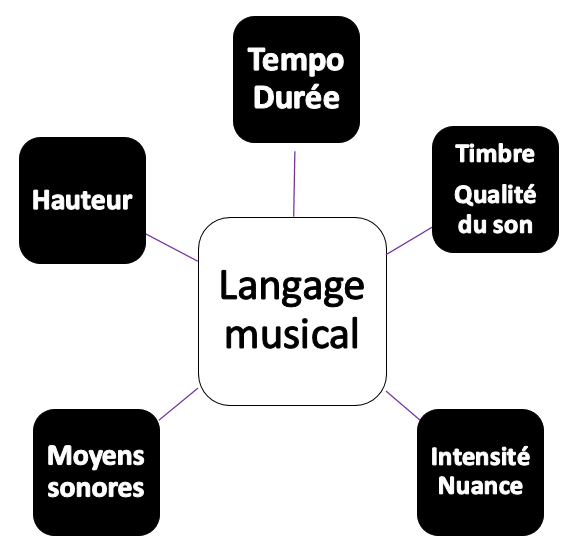 Tempo
Durée
Timbre
Qualité
du son
Hauteur
Langage
musical
Moyens
sonores
Intensité
Nuance